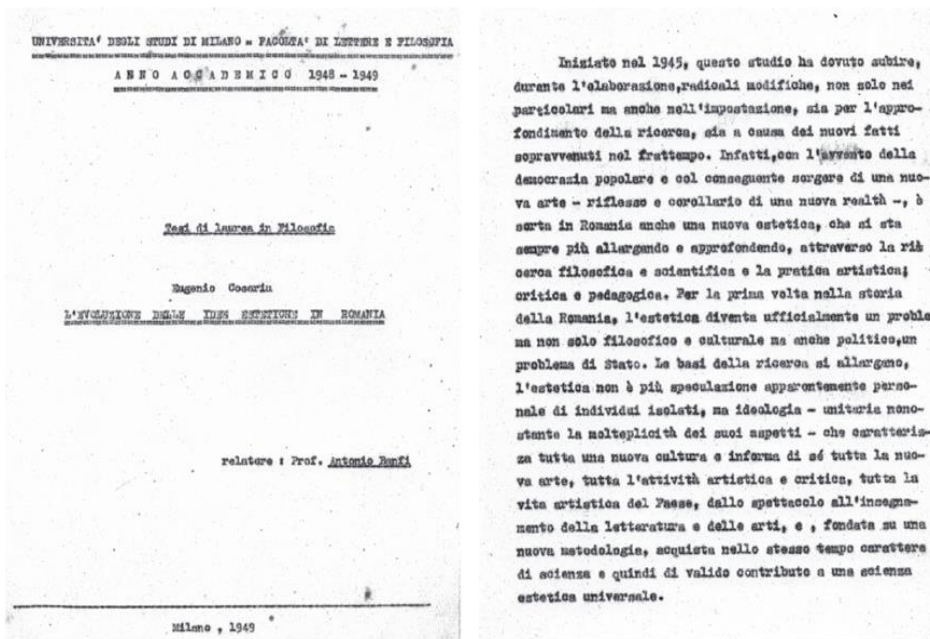 UNIVERSITA' DEGLI STUDI DI MILANO = FACOLTA' DI LETTERE E FILOSOFIA
ANNO ACCADEMICO 1948 - 1949
Tesi di laurea in Filosofia
Eugenio Coseriu
L'EVOLUZIONE DELLE IDEE ESTETICHE IN ROMANIA
relatore : Prof. Antonio Banfi
Milano , 1949
Iniziato nel 1945, questo studio ha dovuto subire,
durante l'elaborazione,radicali modifiche, non solo nei
particolari ma anche nell'impostazione, sia per l'appro-
fondimento della ricerca, sia a causa dei nuovi fatti
sopravvenuti nel frattempo. Infatti,con l'avvento della
democrazia popolare e col conseguente sorgere di una nuo-
va arte - riflesso e corollario di una nuova realtà -, è
sorta in Romania anche una nuova estetica, che si sta
sempre più allargando e approfondendo, attraverso la ri
cerca filosofica e scientifica e la pratica artistica;
critica e pedagogica. Per la prima volta nella storia
della Romania, l'estetica diventa ufficialmente un proble
ma non solo filosofico e culturale ma anche politico,un
problema di Stato. Le basi della ricerca si allargano,
l'estetica non è più speculazione apparentemente perso-
nale di individui isolati, ma ideologia - unitaria nono-
stante la molteplicità dei suoi aspetti - che caratteriz-
za tutta una nuova cultura e informa di sé tutta la nuo-
va arte, tutta l'attività artistica e critica, tutta la
vita artistica del Paese, dallo spettacolo all'insegna-
mento della letteratura e delle arti, e , fondata su una
nuova metodologia, acquista nello stesso tempo carattere
di scienza e quindi di valido contributo a una scienza
estetica universale.